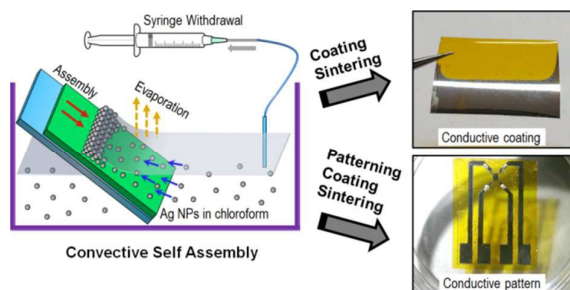 Syringe Withdrawal
Assembly
Evaporation
Ag NPs in chloroform
Convective Self Assembly
Coating
Sintering
Conductive coating
Patterning
Coating
Sintering
Conductive pattern